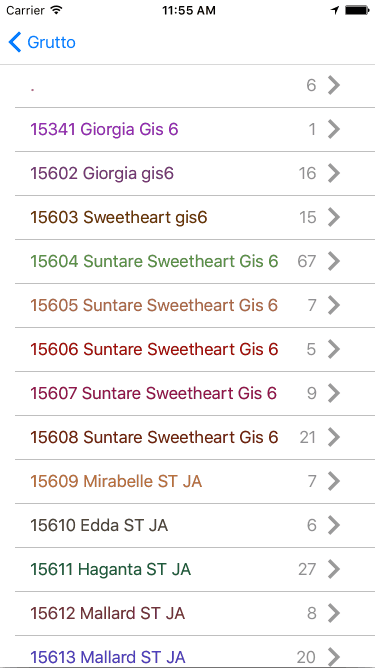 Carrier 11:55 AM
Grutto
. 6
15341 Giorgia Gis 6 1
15602 Giorgia gis6 16
15603 Sweetheart gis6 15
15604 Suntare Sweetheart Gis 6 67
15605 Suntare Sweetheart Gis 6 7
15606 Suntare Sweetheart Gis 6 5
15607 Suntare Sweetheart Gis 6 9
15608 Suntare Sweetheart Gis 6 21
15609 Mirabelle ST JA 7
15610 Edda ST JA 6
15611 Haganta ST JA 27
15612 Mallard ST JA 8
15613 Mallard ST JA 20